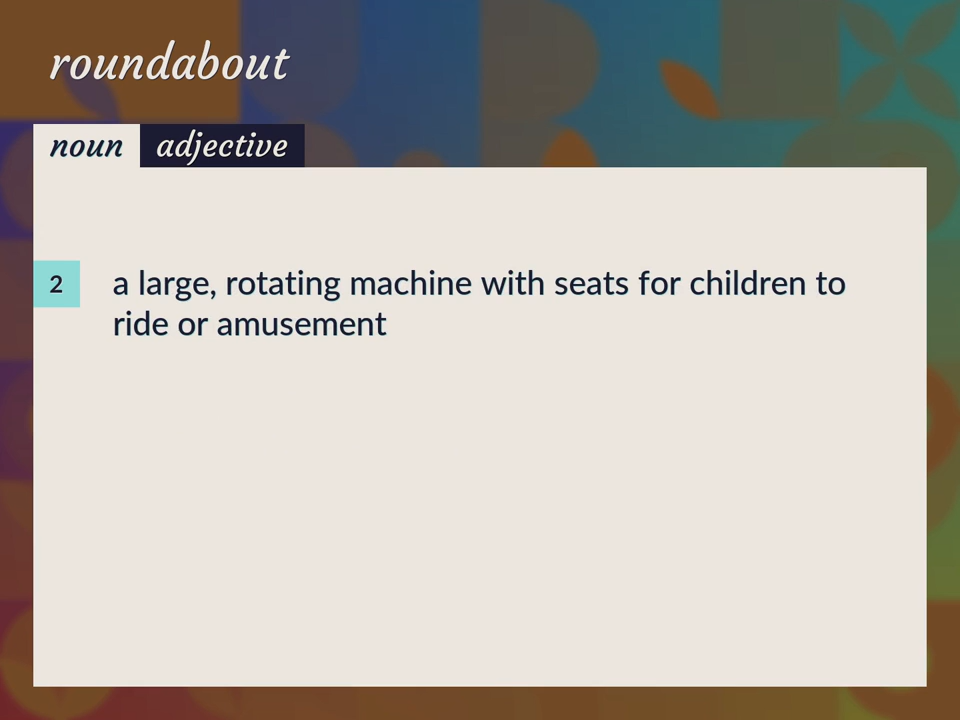 roundabout
noun adjective
2 a large, rotating machine with seats for children to
ride or amusement